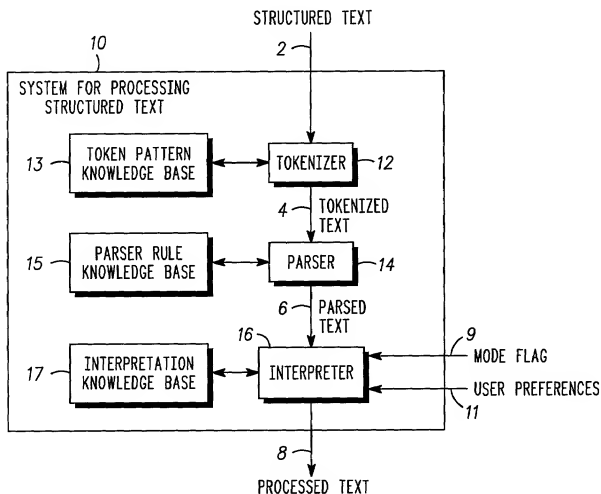 STRUCTURED TEXT
2
10
SYSTEM FOR PROCESSING
STRUCTURED TEXT
13
TOKEN PATTERN
KNOWLEDGE BASE
TOKENIZER
12
4
TOKENIZED
TEXT
15
PARSER RULE
KNOWLEDGE BASE
PARSER
14
6
PARSED
TEXT
16
9
17
INTERPRETATION
KNOWLEDGE BASE
INTERPRETER
MODE FLAG
USER PREFERENCES
11
8
PROCESSED TEXT